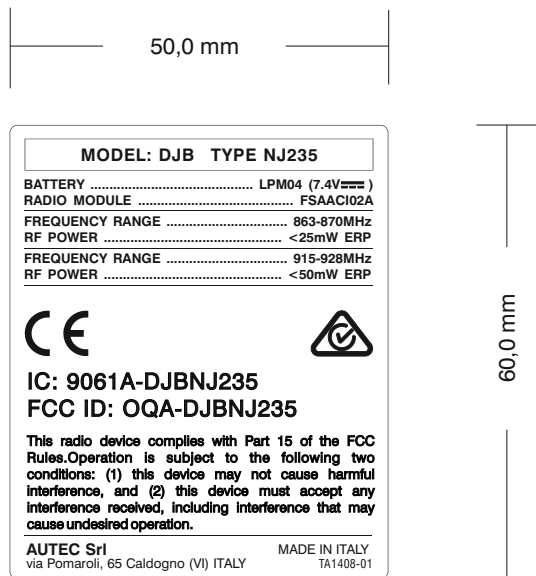 50,0 mm
MODEL: DJB TYPE NJ235
BATTERY ........................................... LPM04 (7.4V⎓)
RADIO MODULE ......................................... FSAACI02A
FREQUENCY RANGE ................................ 863-870MHz
RF POWER ............................................... <25mW ERP
FREQUENCY RANGE ................................ 915-928MHz
RF POWER ............................................... <50mW ERP
CE
IC: 9061A-DJBNJ235
FCC ID: OQA-DJBNJ235
This radio device complies with Part 15 of the FCC
Rules.Operation is subject to the following two
conditions: (1) this device may not cause harmful
interference, and (2) this device must accept any
interference received, including interference that may
cause undesired operation.
AUTEC Srl
via Pomaroli, 65 Caldogno (VI) ITALY
MADE IN ITALY
TA1408-01
60,0 mm